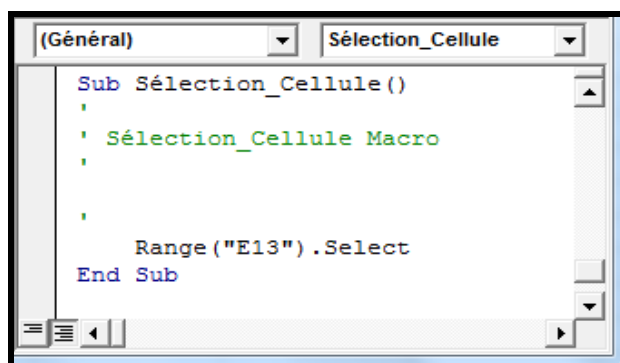 (Général) Sélection_Cellule
Sub Sélection_Cellule()
'
' Sélection_Cellule Macro
'
'
Range("E13").Select
End Sub